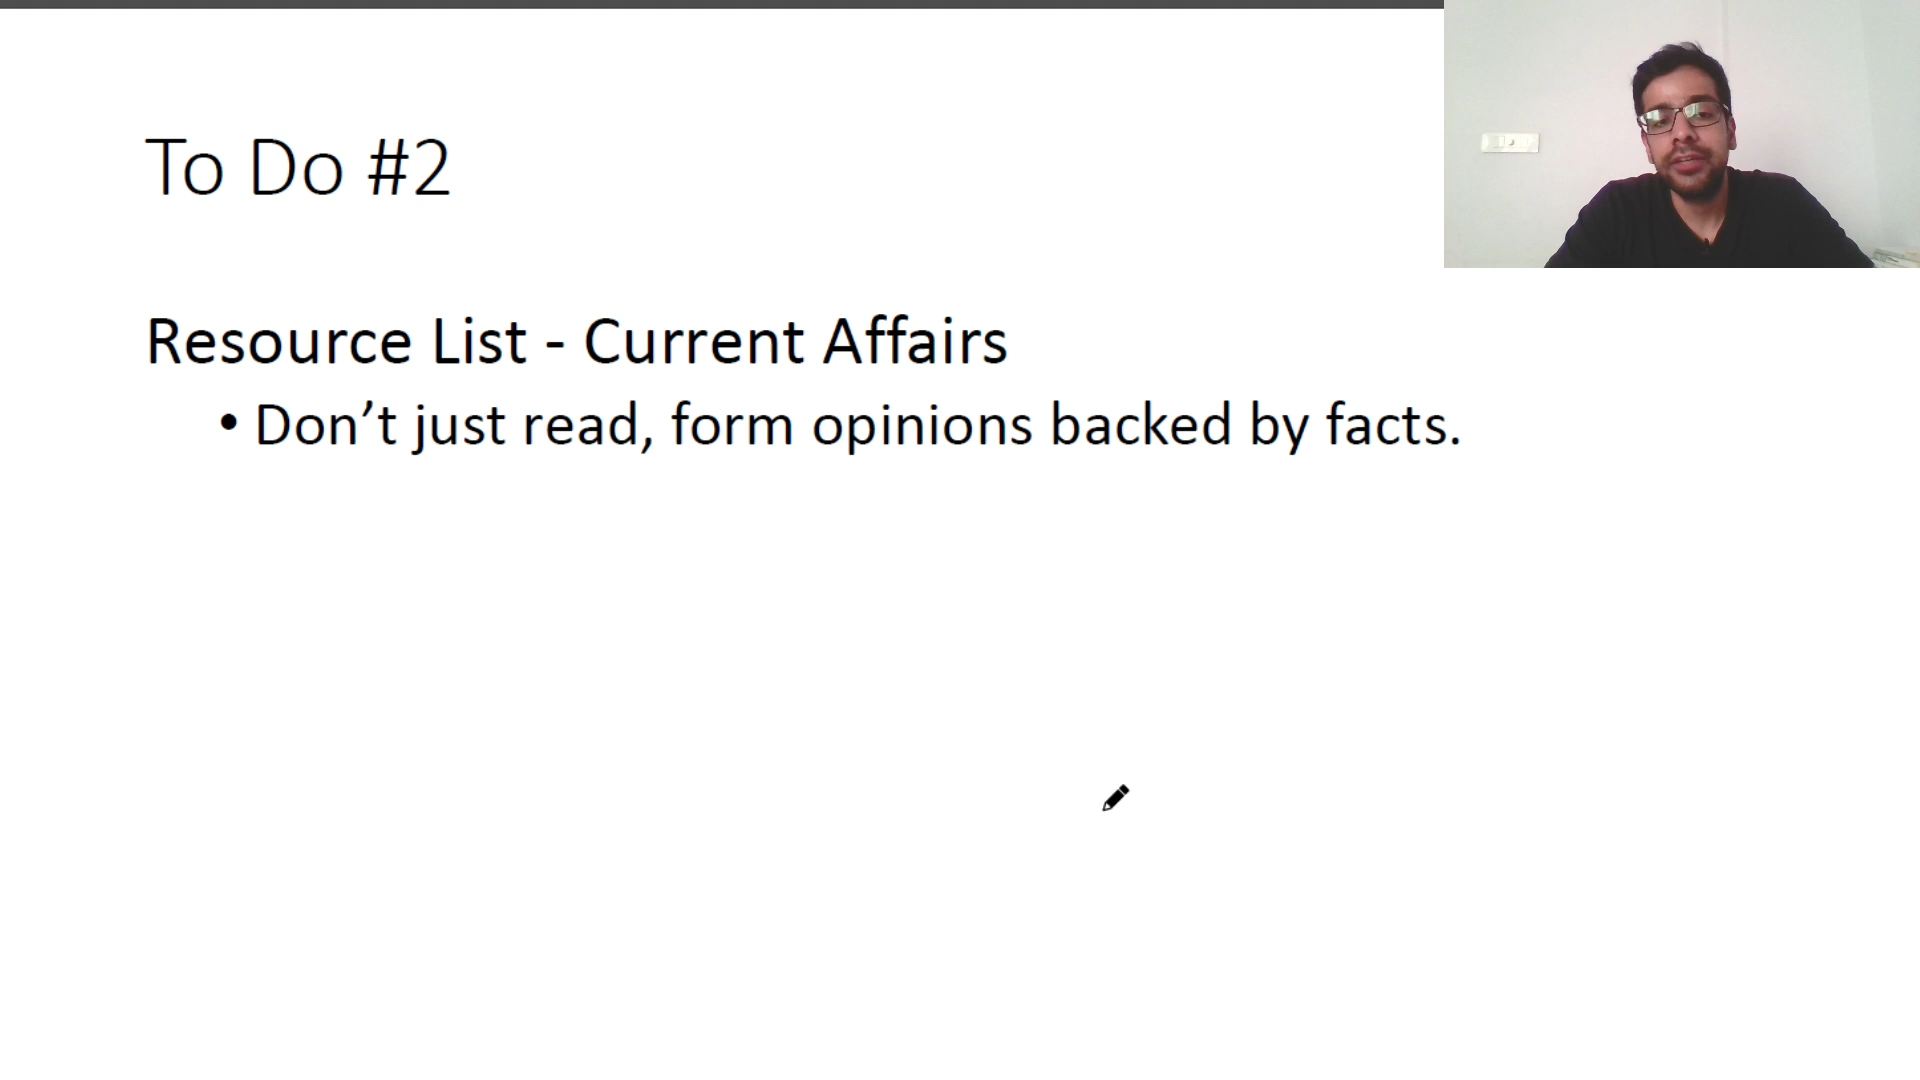 To Do #2
Resource List - Current Affairs
• Don’t just read, form opinions backed by facts.